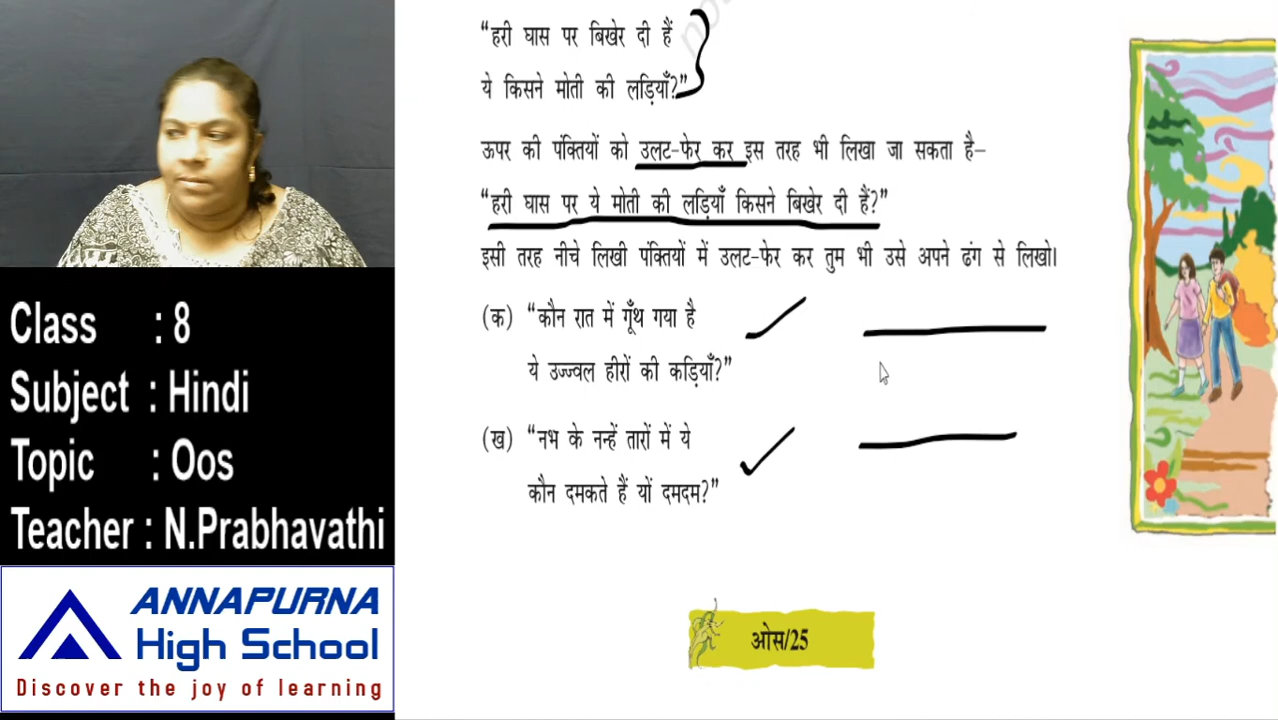 "हरी घास पर बिखेर दी हैं
ये किसने मोती की लड़ियाँ?"
ऊपर की पंक्तियों को उलट-फेर कर इस तरह भी लिखा जा सकता है–
"हरी घास पर ये मोती की लड़ियाँ किसने बिखेर दी हैं?"
इसी तरह नीचे लिखी पंक्तियों में उलट-फेर कर तुम भी उसे अपने ढंग से लिखो।
(क) "कौन रात में गूँथ गया है
ये उज्ज्वल हीरों की कड़ियाँ?"
(ख) "नभ के नन्हें तारों में ये
कौन दमकते हैं यों दमदम?"
ओस/25
Class : 8
Subject : Hindi
Topic : Oos
Teacher : N.Prabhavathi
ANNAPURNA
High School
Discover the joy of learning